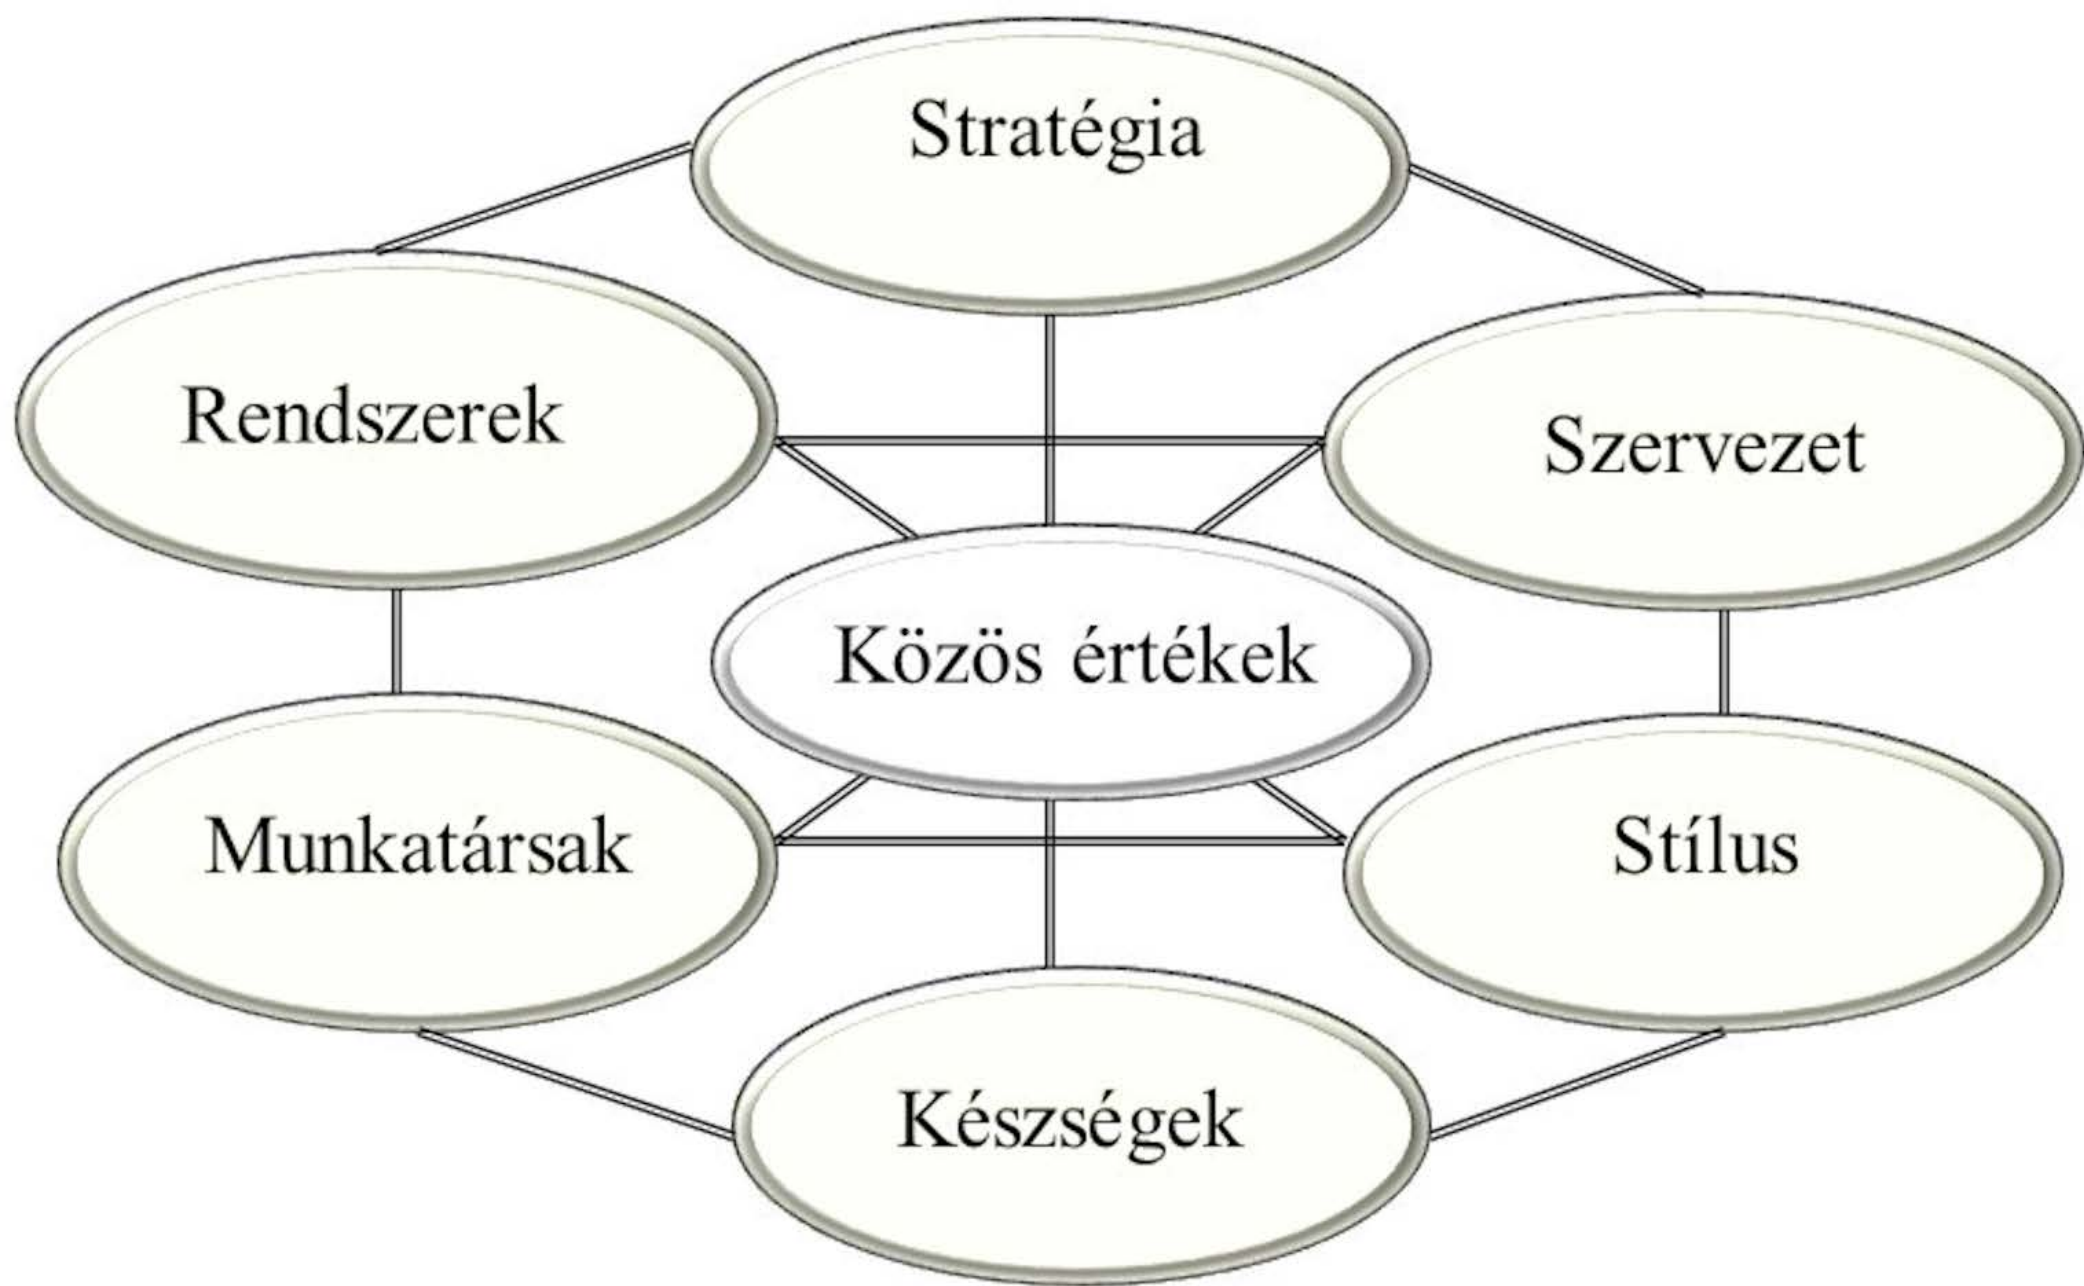 Stratégia
Rendszerek
Szervezet
Közös értékek
Munkatársak
Stílus
Készségek